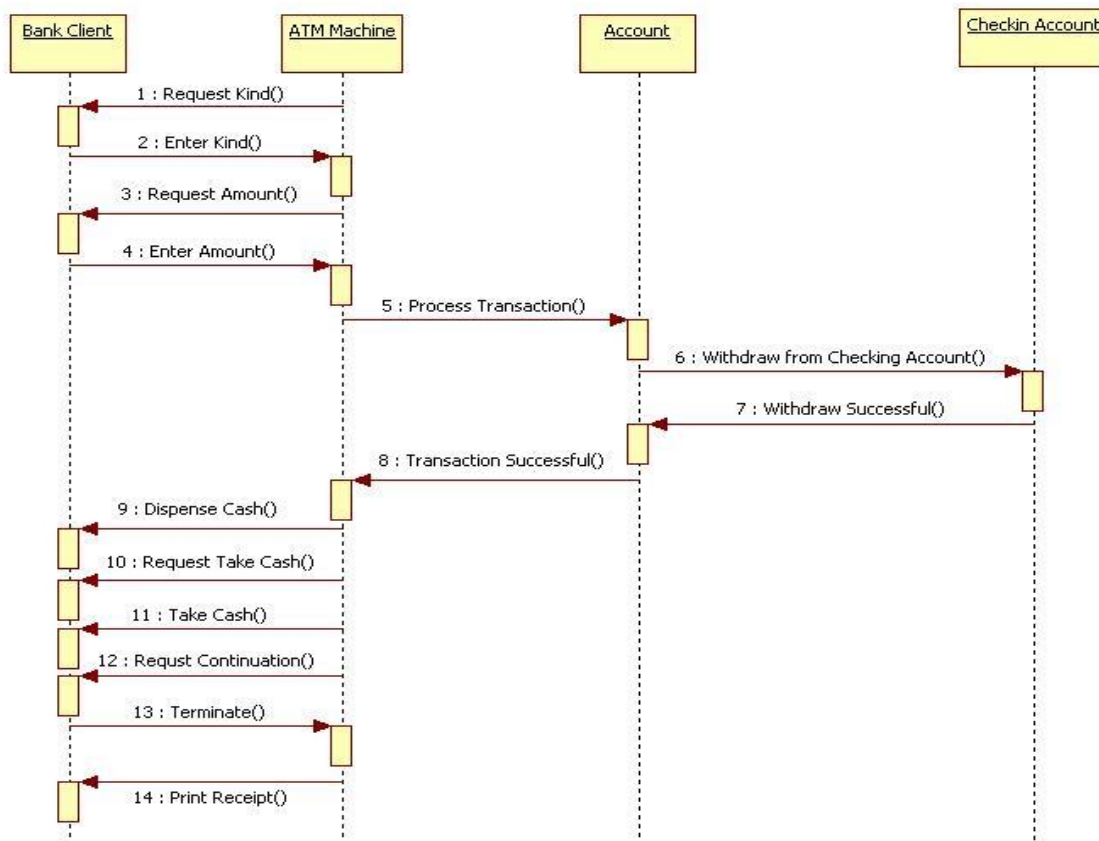 Bank Client
ATM Machine
Account
Checkin Account
1 : Request Kind()
2 : Enter Kind()
3 : Request Amount()
4 : Enter Amount()
5 : Process Transaction()
6 : Withdraw from Checking Account()
7 : Withdraw Successful()
8 : Transaction Successful()
9 : Dispense Cash()
10 : Request Take Cash()
11 : Take Cash()
12 : Requst Continuation()
13 : Terminate()
14 : Print Receipt()